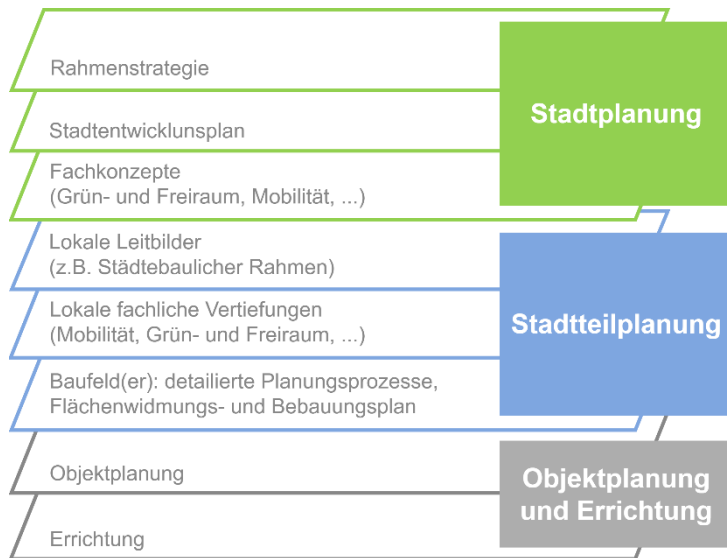 Rahmenstrategie
Stadtentwicklunsplan
Fachkonzepte
(Grün- und Freiraum, Mobilität, ...)
Stadtplanung
Lokale Leitbilder
(z.B. Städtebaulicher Rahmen)
Lokale fachliche Vertiefungen
(Mobilität, Grün- und Freiraum, ...)
Baufeld(er): detailierte Planungsprozesse,
Flächenwidmungs- und Bebauungsplan
Stadtteilplanung
Objektplanung
Errichtung
Objektplanung
und Errichtung